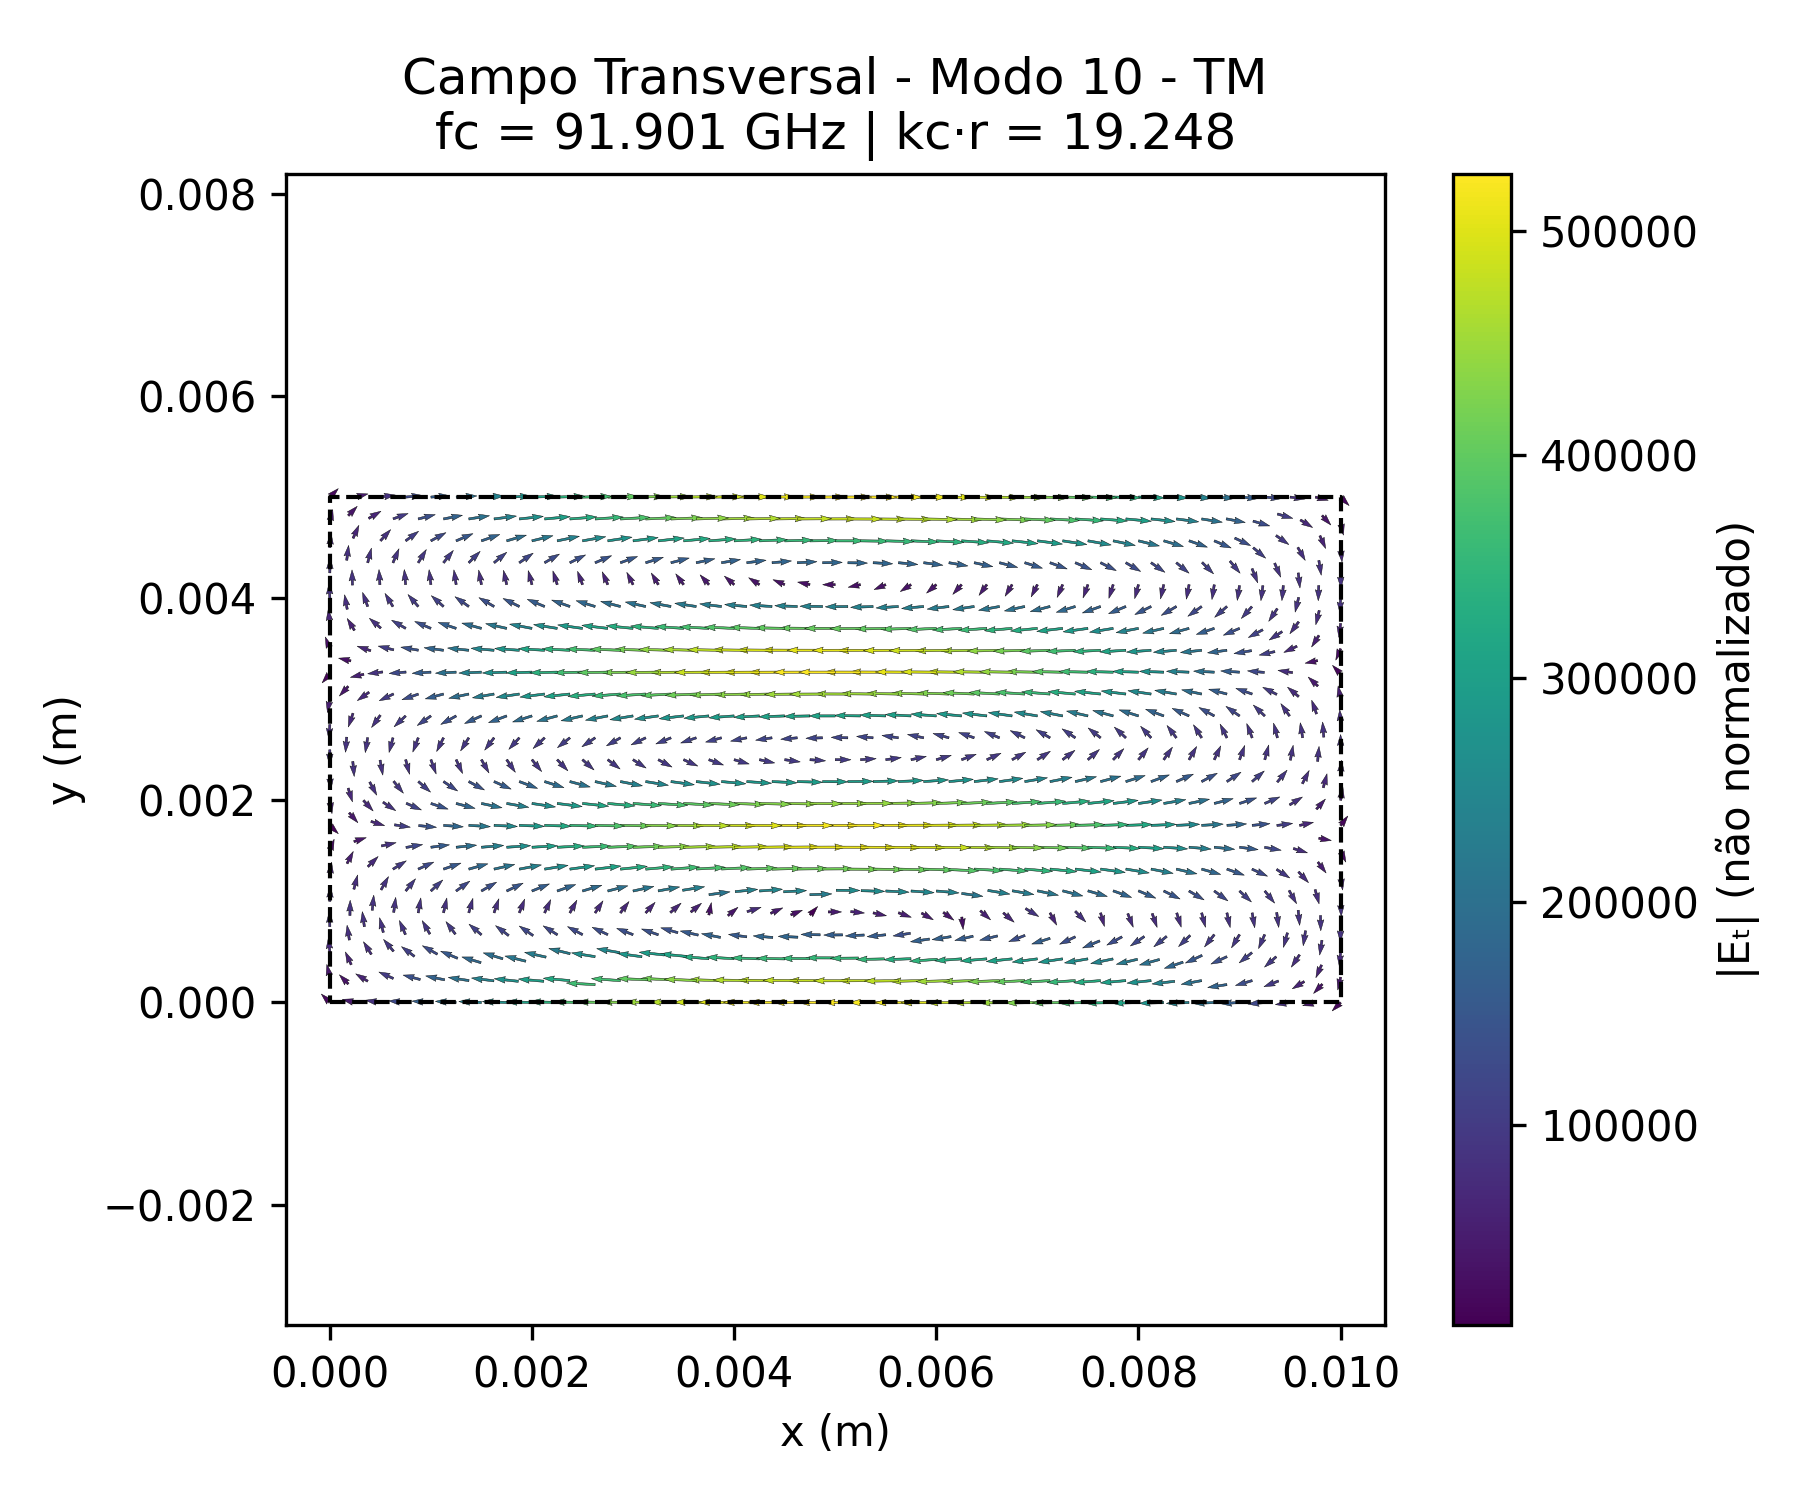 Campo Transversal - Modo 10 - TM
fc = 91.901 GHz | kc·r = 19.248
0.008
0.006
0.004
0.002
0.000
−0.002
y (m)
0.000 0.002 0.004 0.006 0.008 0.010
x (m)
500000
400000
300000
200000
100000
|Eₜ| (não normalizado)